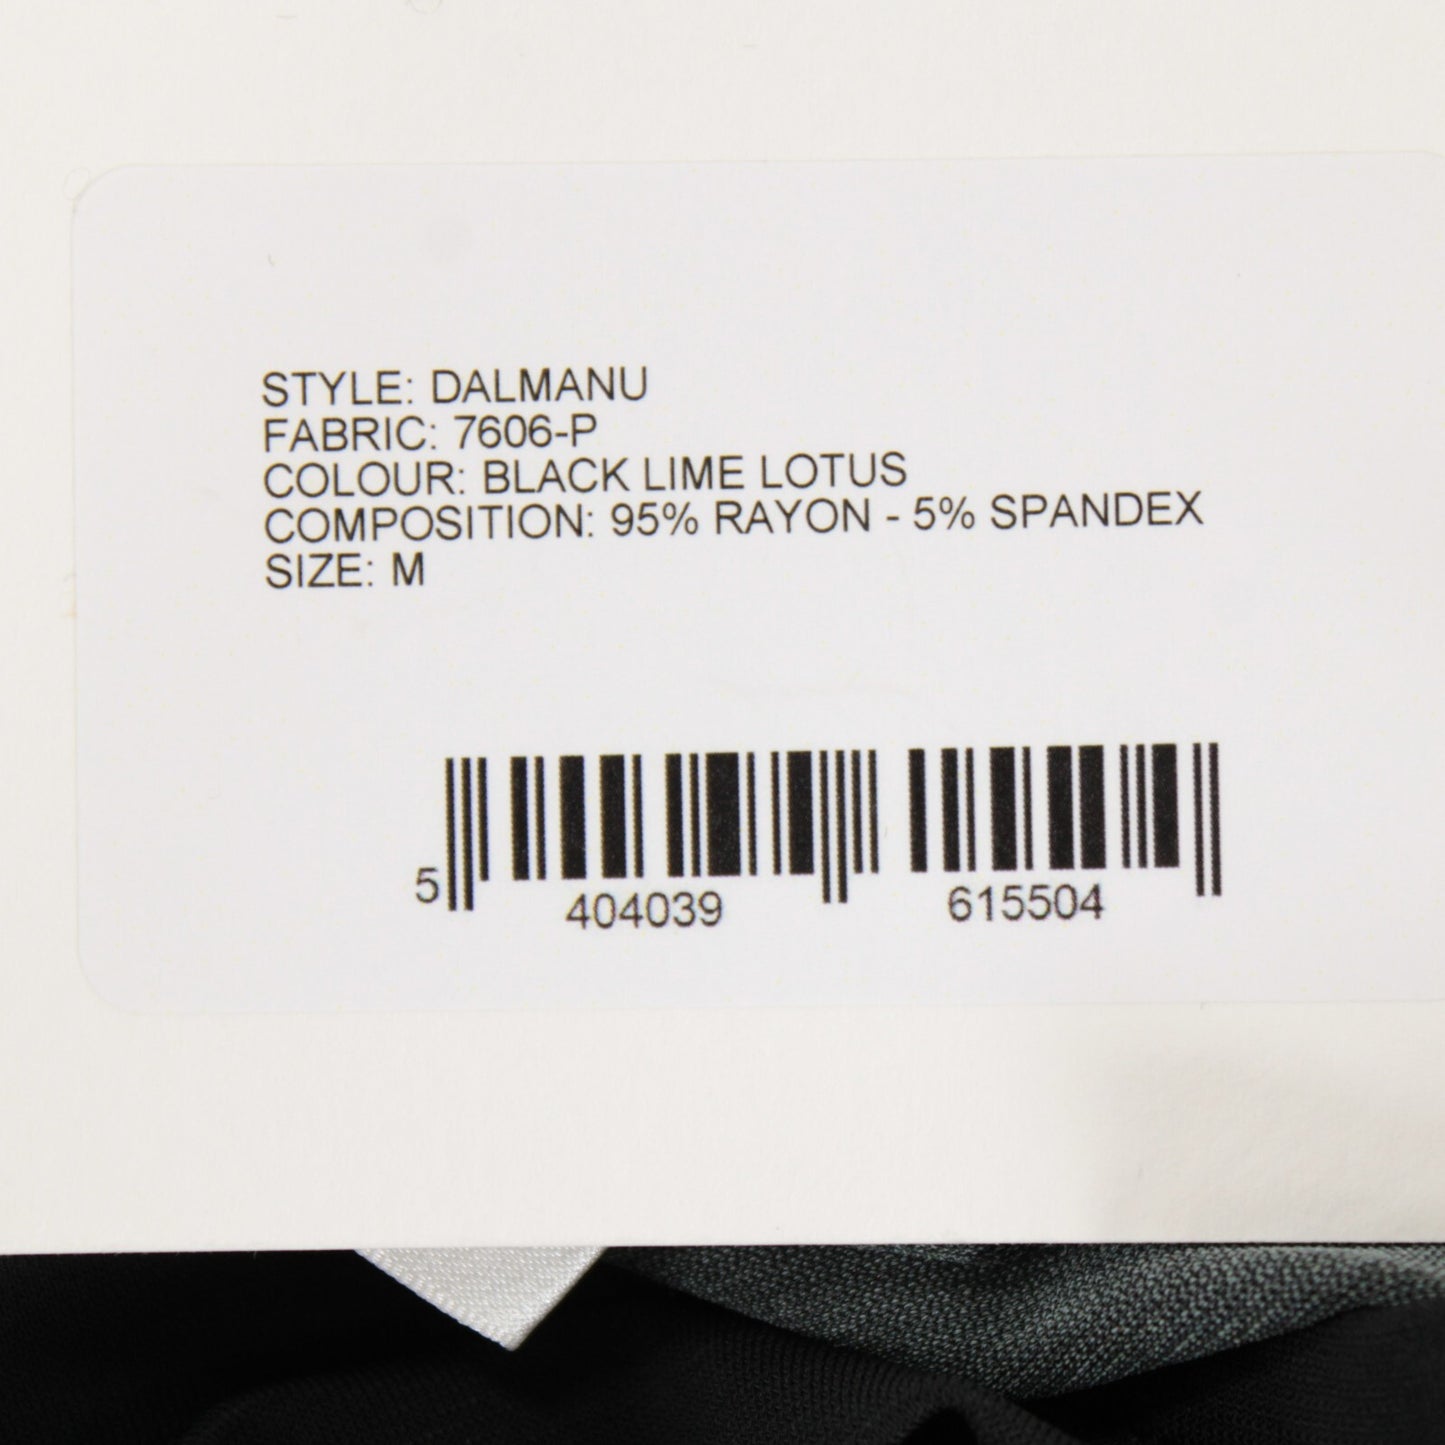 STYLE: DALMANU
FABRIC: 7606-P
COLOUR: BLACK LIME LOTUS
COMPOSITION: 95% RAYON - 5% SPANDEX
SIZE: M
5 404039 615504